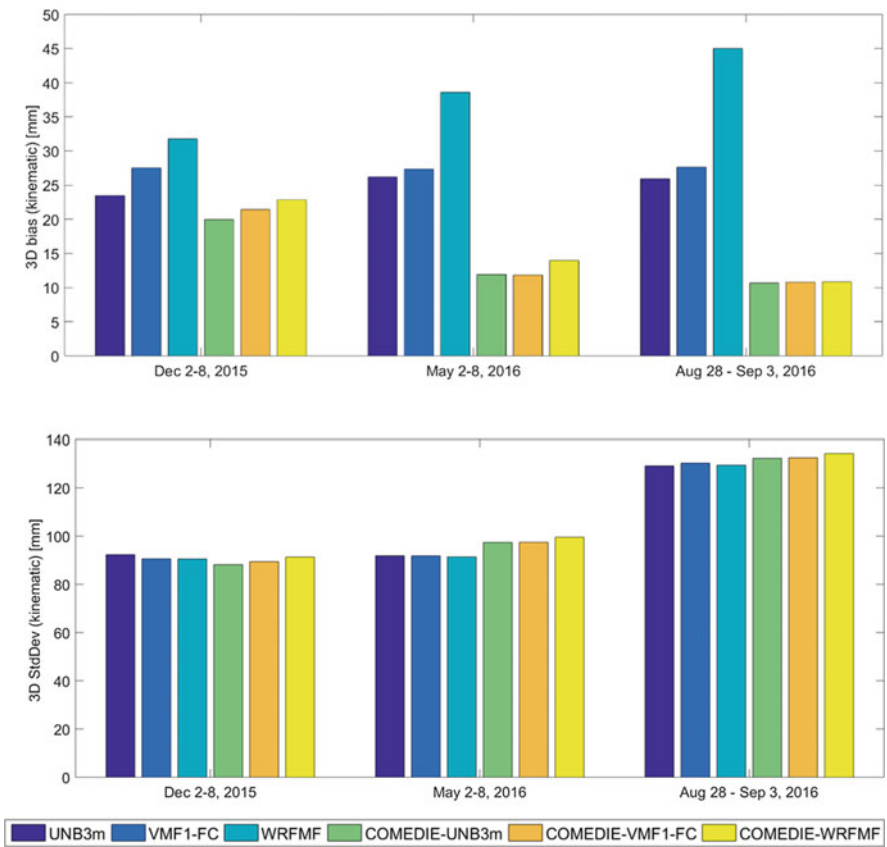 50
45
40
35
30
25
20
15
10
5
0
3D bias (kinematic) [mm]
Dec 2-8, 2015
May 2-8, 2016
Aug 28 - Sep 3, 2016
140
120
100
80
60
40
20
0
3D StdDev (kinematic) [mm]
Dec 2-8, 2015
May 2-8, 2016
Aug 28 - Sep 3, 2016
UNB3m VMF1-FC WRFMF COMEDIE-UNB3m COMEDIE-VMF1-FC COMEDIE-WRFMF